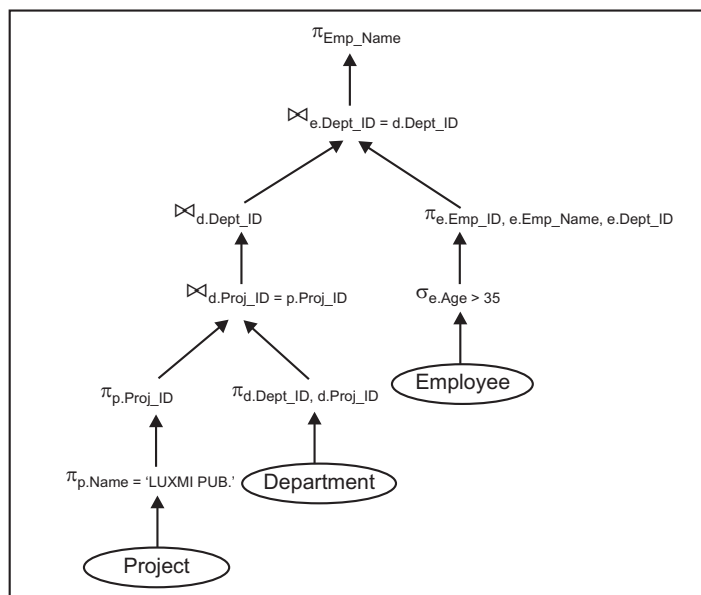 πEmp_Name
⋈e.Dept_ID = d.Dept_ID
⋈d.Dept_ID
πe.Emp_ID, e.Emp_Name, e.Dept_ID
⋈d.Proj_ID = p.Proj_ID
σe.Age > 35
πp.Proj_ID
πd.Dept_ID, d.Proj_ID
Employee
πp.Name = ‘LUXMI PUB.’
Department
Project